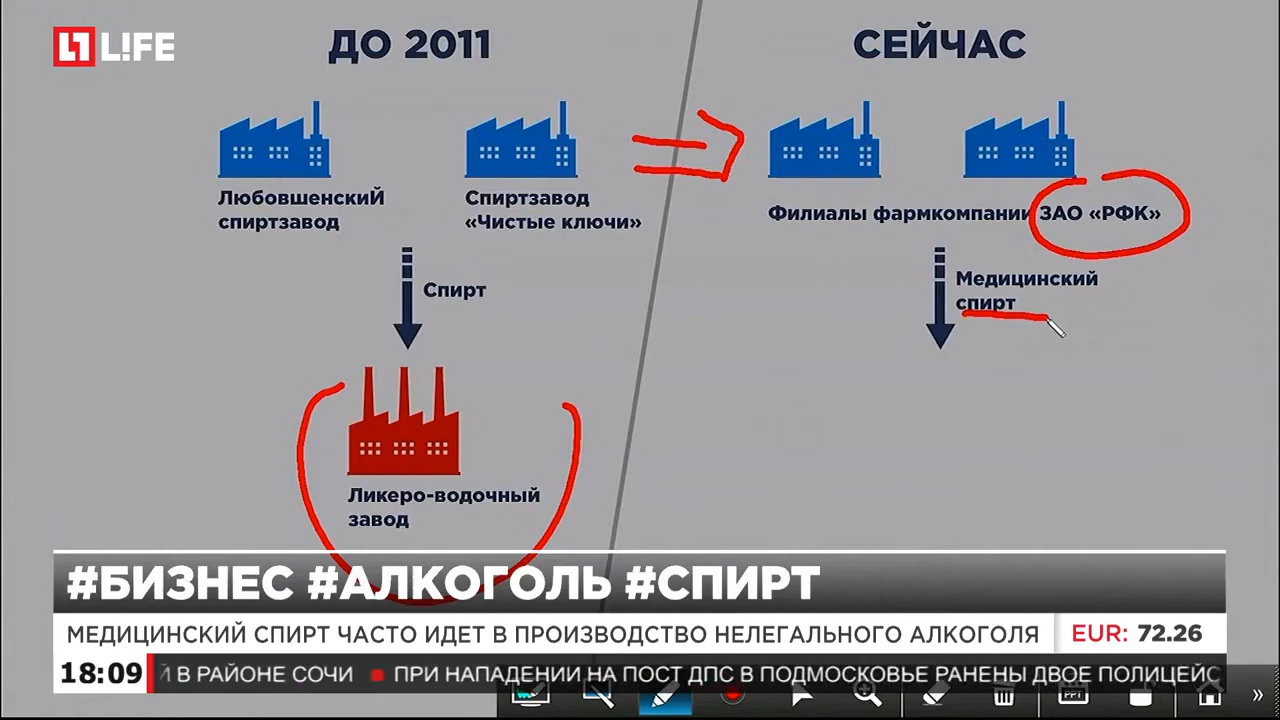 L!FE
ДО 2011
СЕЙЧАС
ЛюбовшенскиЙ
спиртзавод
Спиртзавод
«Чистые ключи»
Филиалы фармкомпании ЗАО «РФК»
Спирт
Медицинский
спирт
Ликеро-водочный
завод
#БИЗНЕС #АЛКОГОЛЬ #СПИРТ
МЕДИЦИНСКИЙ СПИРТ ЧАСТО ИДЕТ В ПРОИЗВОДСТВО НЕЛЕГАЛЬНОГО АЛКОГОЛЯ
EUR: 72.26
18:09
Й В РАЙОНЕ СОЧИ ПРИ НАПАДЕНИИ НА ПОСТ ДПС В ПОДМОСКОВЬЕ РАНЕНЫ ДВОЕ ПОЛИЦЕЙС
PPT